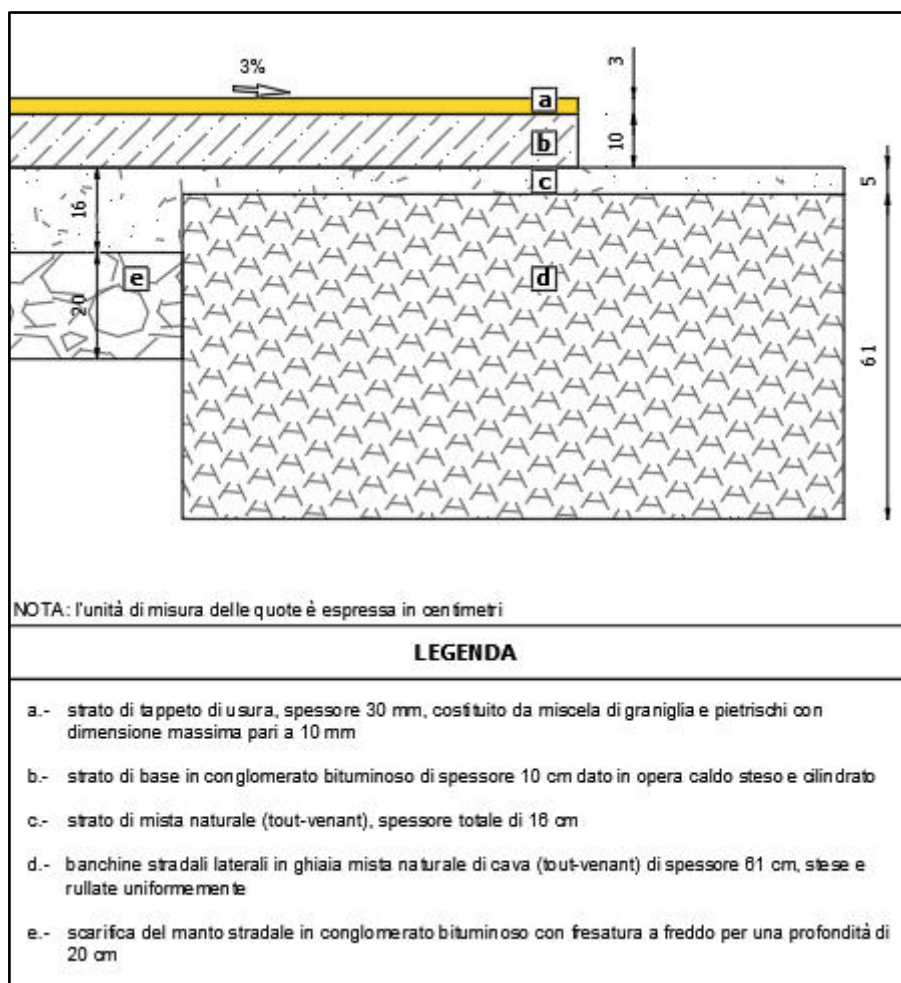 3%
3
a
10
b
c
5
16
e
d
20
61
NOTA: l'unità di misura delle quote è espressa in centimetri
LEGENDA
a.- strato di tappeto di usura, spessore 30 mm, costituito da miscela di graniglia e pietrischi con
dimensione massima pari a 10 mm
b.- strato di base in conglomerato bituminoso di spessore 10 cm dato in opera caldo steso e cilindrato
c.- strato di mista naturale (tout-venant), spessore totale di 16 cm
d.- banchine stradali laterali in ghiaia mista naturale di cava (tout-venant) di spessore 61 cm, stese e
rullate uniformemente
e.- scarifica del manto stradale in conglomerato bituminoso con fresatura a freddo per una profondità di
20 cm